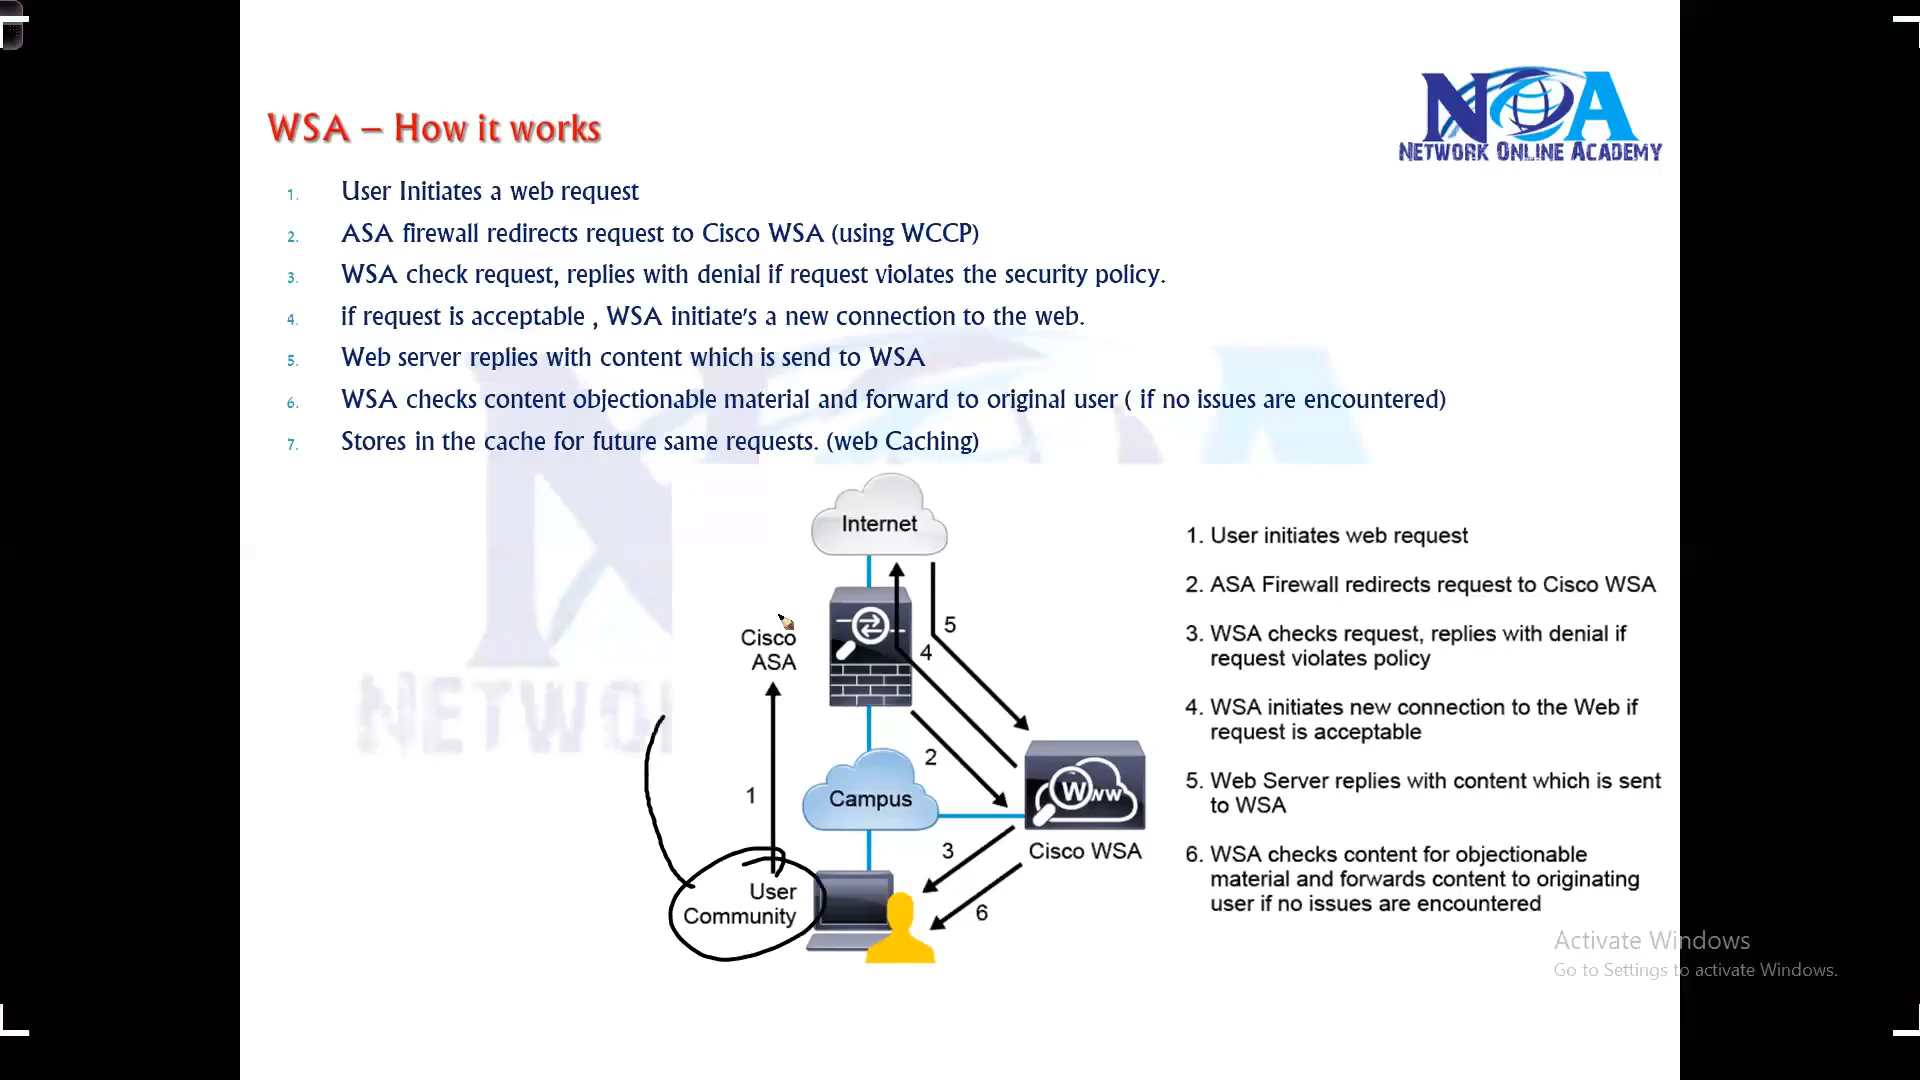 NOA
NETWORK ONLINE ACADEMY
WSA – How it works
1. User Initiates a web request
2. ASA firewall redirects request to Cisco WSA (using WCCP)
3. WSA check request, replies with denial if request violates the security policy.
4. if request is acceptable , WSA initiate's a new connection to the web.
5. Web server replies with content which is send to WSA
6. WSA checks content objectionable material and forward to original user ( if no issues are encountered)
7. Stores in the cache for future same requests. (web Caching)
Internet
Cisco
ASA
5
4
2
1
Campus
WWW
Cisco WSA
3
6
User
Community
1. User initiates web request
2. ASA Firewall redirects request to Cisco WSA
3. WSA checks request, replies with denial if
request violates policy
4. WSA initiates new connection to the Web if
request is acceptable
5. Web Server replies with content which is sent
to WSA
6. WSA checks content for objectionable
material and forwards content to originating
user if no issues are encountered
NETWO
Activate Windows
Go to Settings to activate Windows.